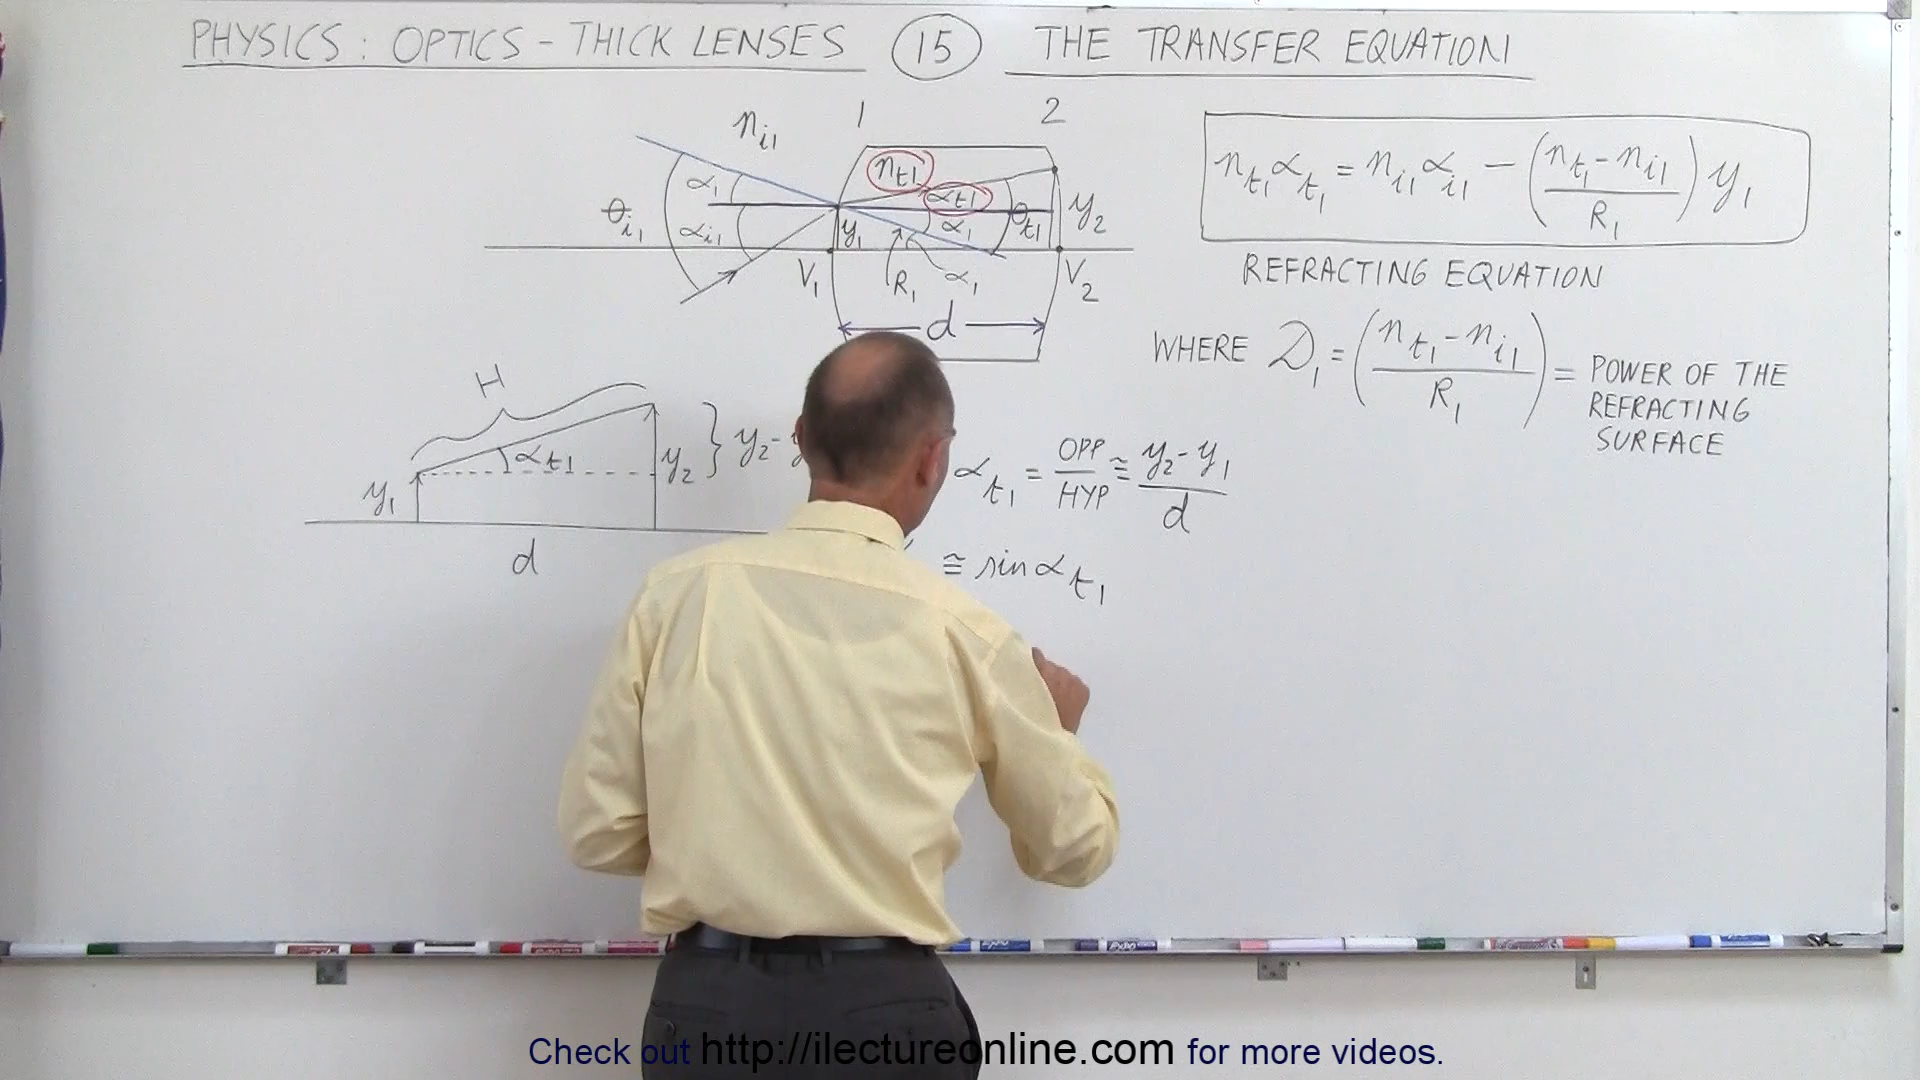 PHYSICS: OPTICS - THICK LENSES 15 THE TRANSFER EQUATION
1 2
n_i1
n_t1
α_1 α_t1
θ_i1 α_i1 y_1 α_1 θ_t1 y_2
V_1 R_1 α_1 V_2
d
n_t1 α_t1 = n_i1 α_i1 - ((n_t1 - n_i1) / R_1) y_1
REFRACTING EQUATION
WHERE 𝒟_1 = ((n_t1 - n_i1) / R_1) = POWER OF THE
REFRACTING
SURFACE
H
α_t1 y_2 } y_2 -
y_1
d
α_t1 = OPP/HYP ≅ (y_2 - y_1)/d
≅ sin α_t1
EXPO EXPO
Check out http://ilectureonline.com for more videos.